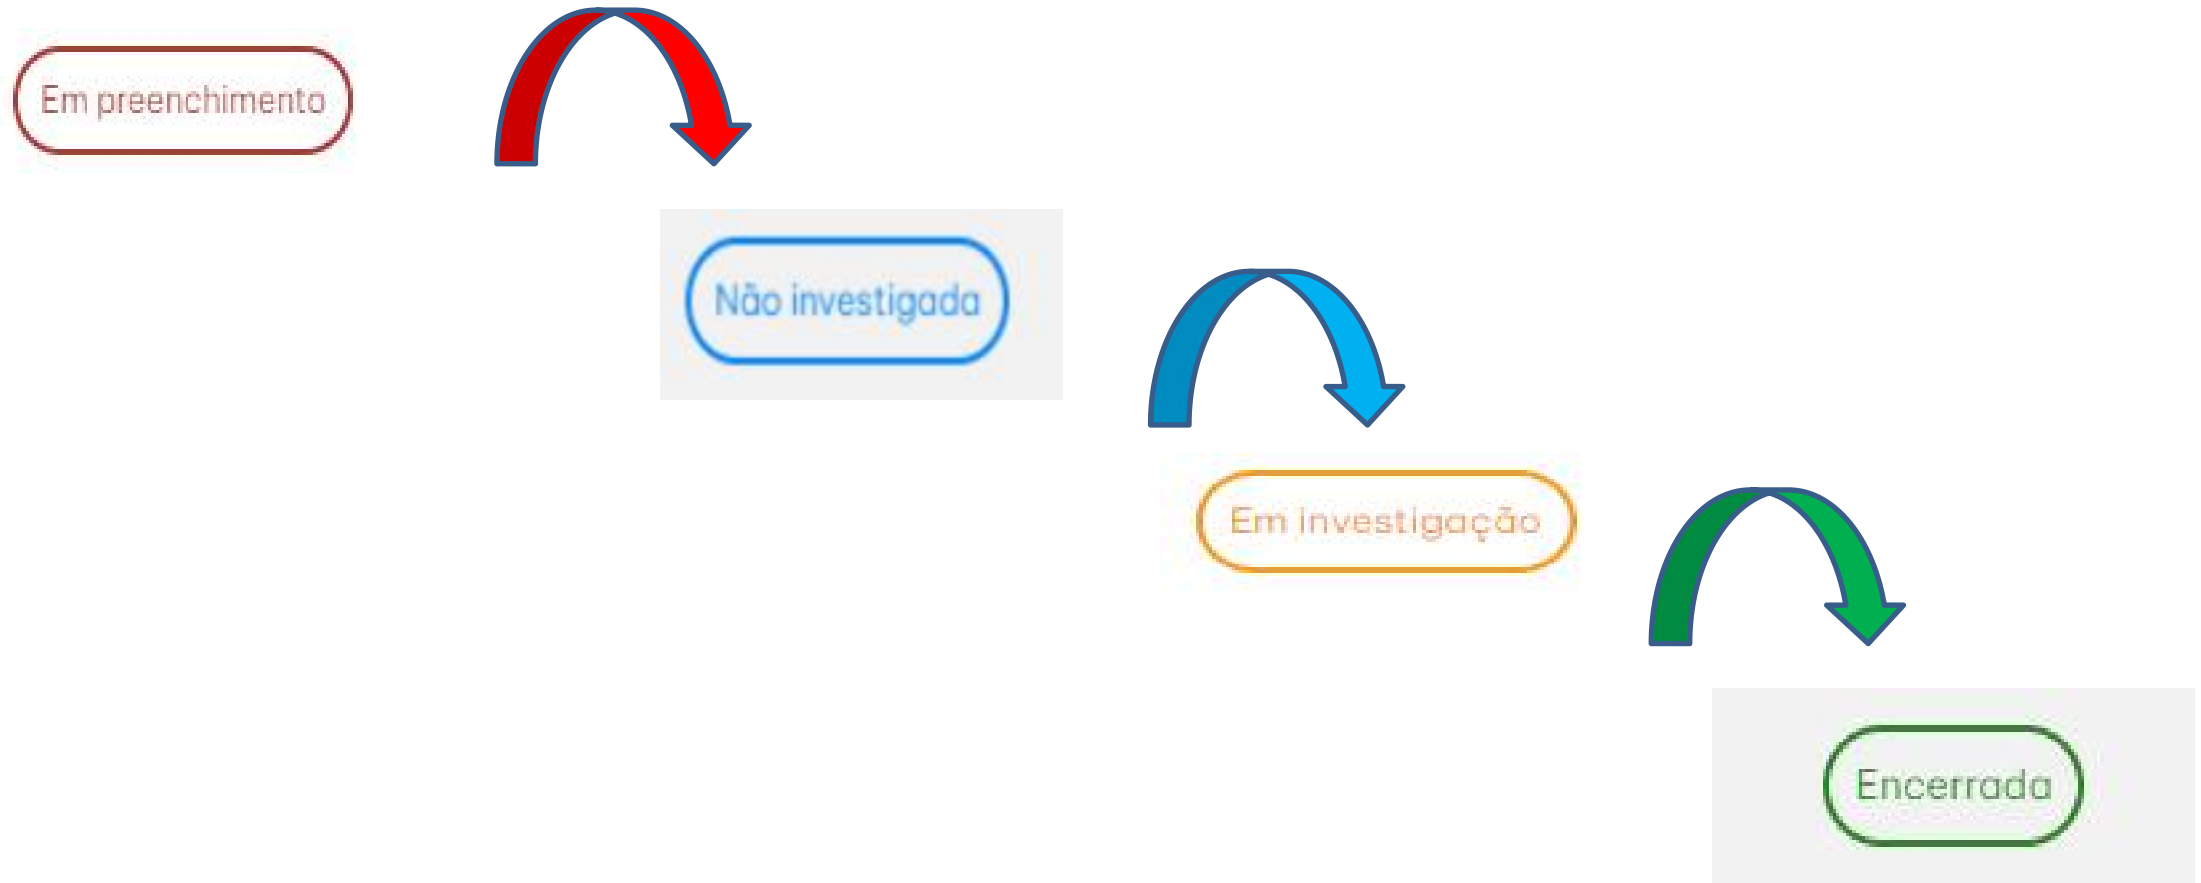 Em preenchimento
Não investigada
Em investigação
Encerrada